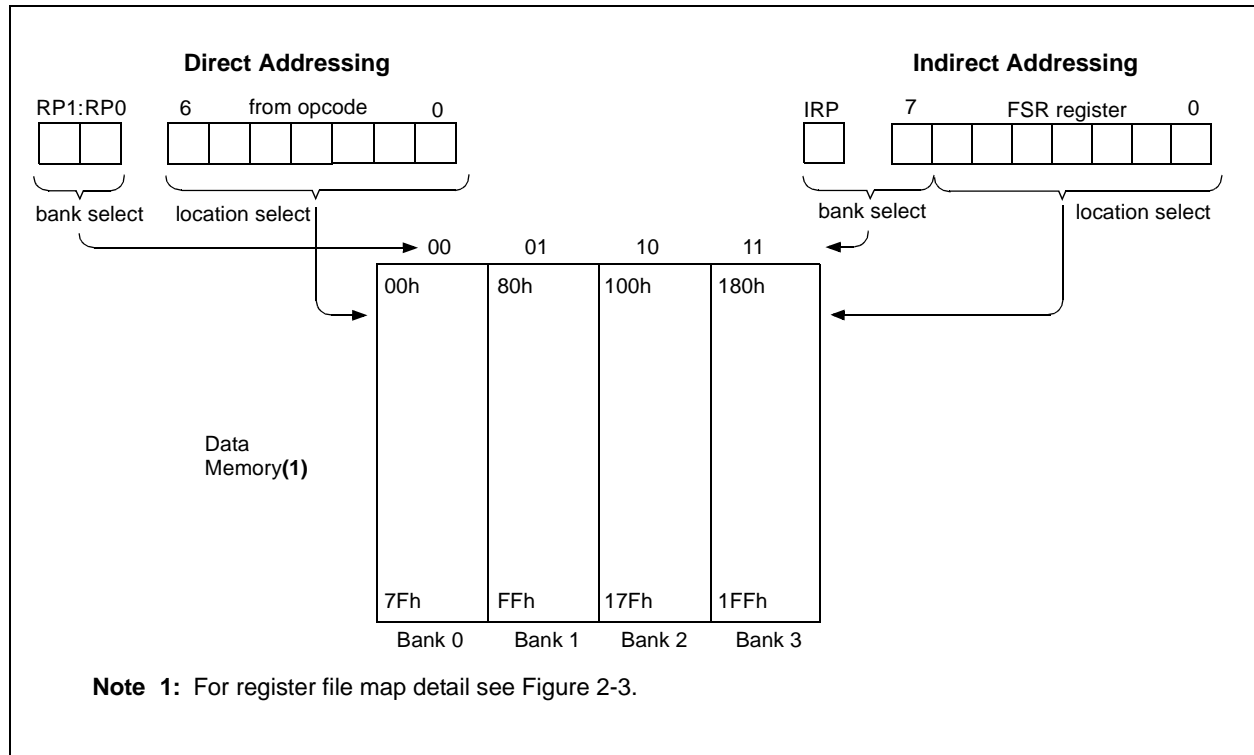 Direct Addressing
Indirect Addressing
RP1:RP0 6 from opcode 0
IRP 7 FSR register 0
bank select location select
bank select location select
00 01 10 11
00h 80h 100h 180h
Data
Memory(1)
7Fh FFh 17Fh 1FFh
Bank 0 Bank 1 Bank 2 Bank 3
Note 1: For register file map detail see Figure 2-3.